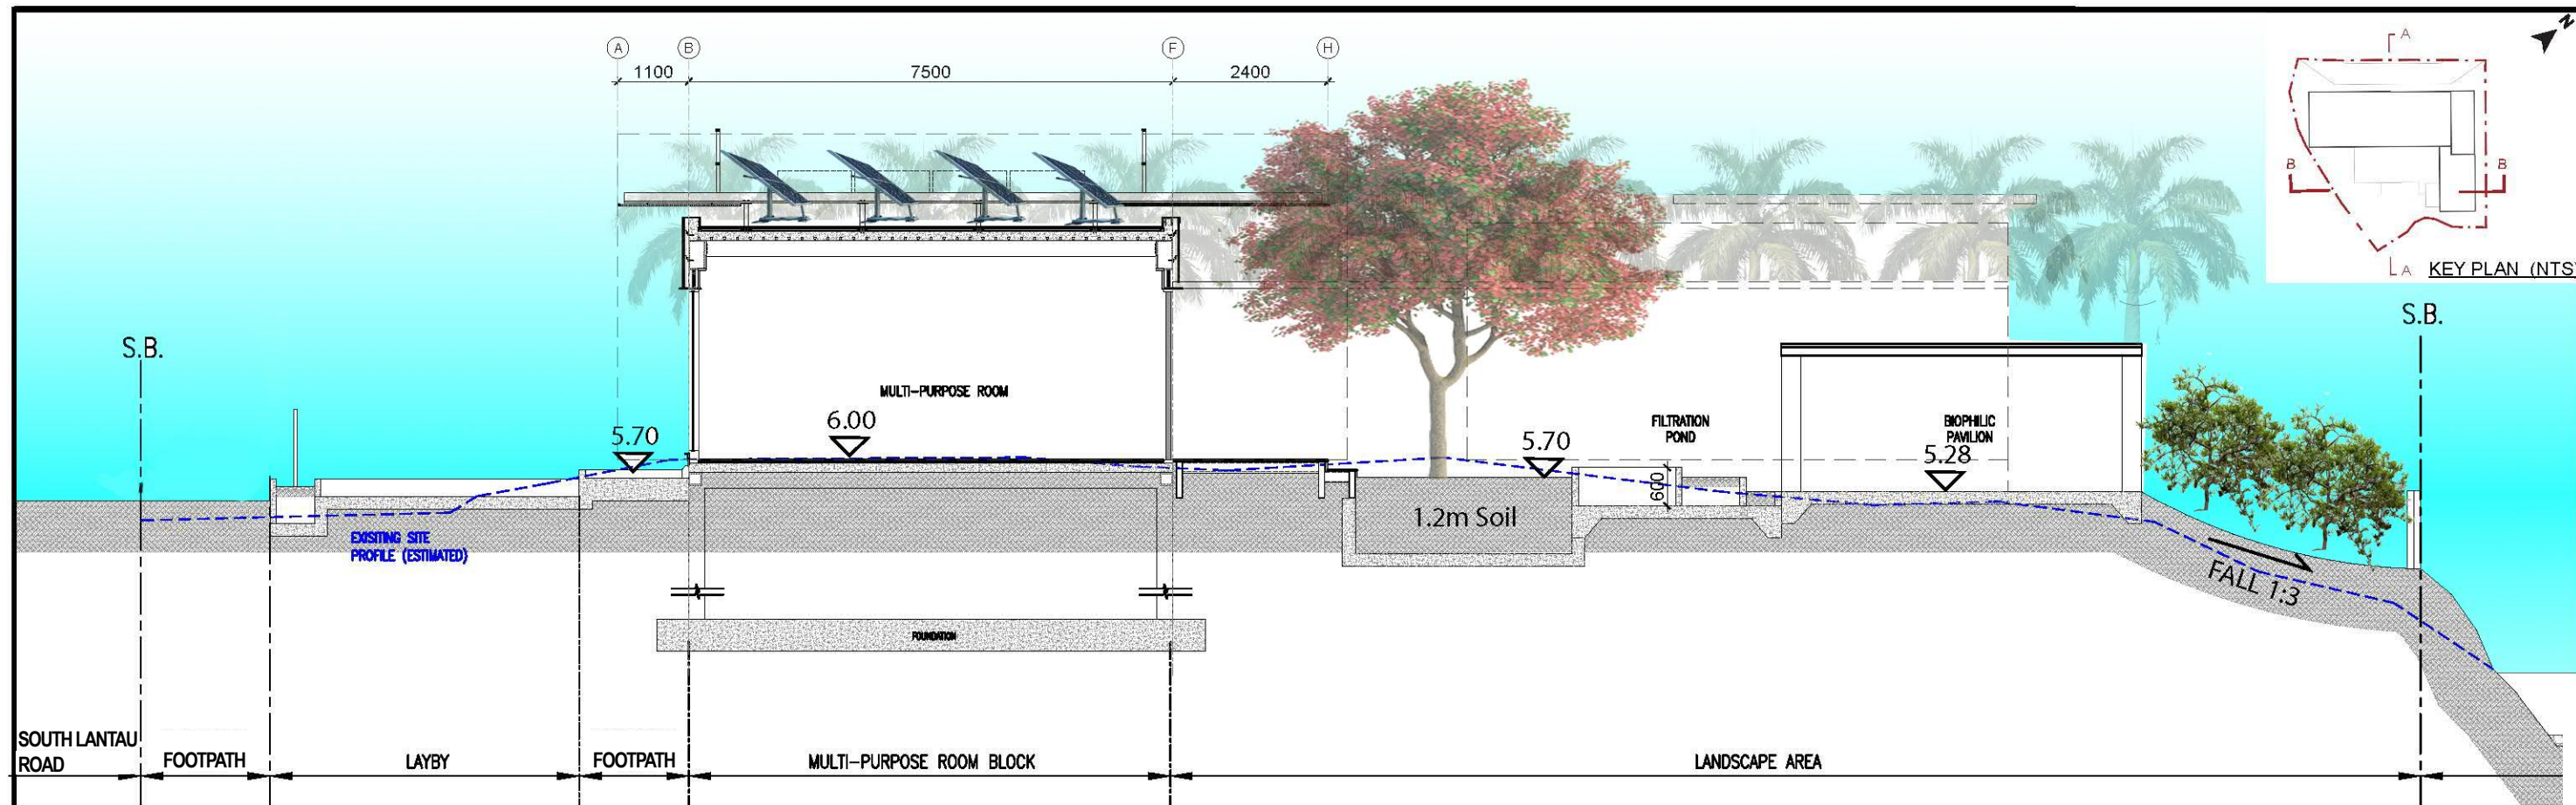 A
B
F
H
1100
7500
2400
N
A
B
B
A
KEY PLAN (NTS)
S.B.
S.B.
MULTI-PURPOSE ROOM
5.70
6.00
5.70
FILTRATION
POND
BIOPHILIC
PAVILION
5.28
600
1.2m Soil
EXISITING SITE
PROFILE (ESTIMATED)
FALL 1:3
FOUNDATION
SOUTH LANTAU
ROAD
FOOTPATH
LAYBY
FOOTPATH
MULTI-PURPOSE ROOM BLOCK
LANDSCAPE AREA